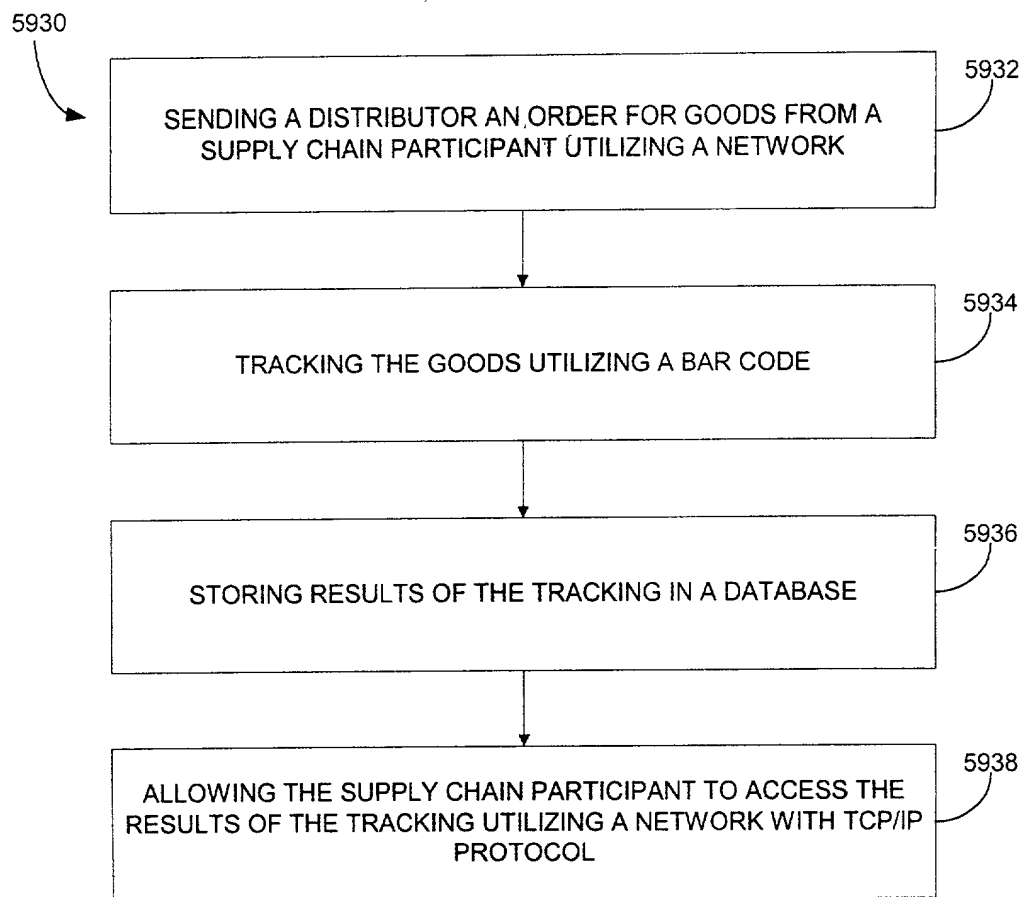 5930
5932
SENDING A DISTRIBUTOR AN ORDER FOR GOODS FROM A
SUPPLY CHAIN PARTICIPANT UTILIZING A NETWORK
5934
TRACKING THE GOODS UTILIZING A BAR CODE
5936
STORING RESULTS OF THE TRACKING IN A DATABASE
5938
ALLOWING THE SUPPLY CHAIN PARTICIPANT TO ACCESS THE
RESULTS OF THE TRACKING UTILIZING A NETWORK WITH TCP/IP
PROTOCOL